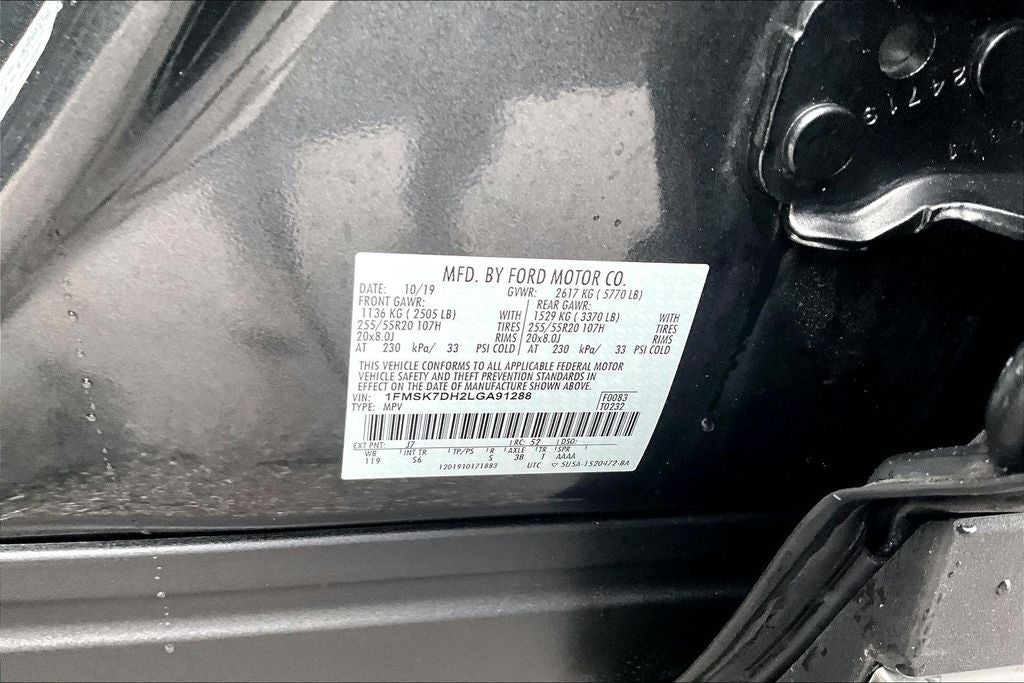 MFD. BY FORD MOTOR CO.
DATE: 10/19 GVWR: 2617 KG ( 5770 LB)
FRONT GAWR: REAR GAWR:
1136 KG ( 2505 LB) WITH 1529 KG ( 3370 LB) WITH
255/55R20 107H TIRES 255/55R20 107H TIRES
20x8.0J RIMS 20x8.0J RIMS
AT 230 kPa/ 33 PSI COLD AT 230 kPa/ 33 PSI COLD
THIS VEHICLE CONFORMS TO ALL APPLICABLE FEDERAL MOTOR
VEHICLE SAFETY AND THEFT PREVENTION STANDARDS IN
EFFECT ON THE DATE OF MANUFACTURE SHOWN ABOVE.
VIN: 1FMSK7DH2LGA91288 F0083
TYPE: MPV T0232
EXT PNT: J7 RC: 52 DSO:
WB INT TR TP/PS R AXLE TR SPR
119 S6 S 3B T AAAA
1201910171883 UTC ▽ 5U5A-1520472-BA
24719